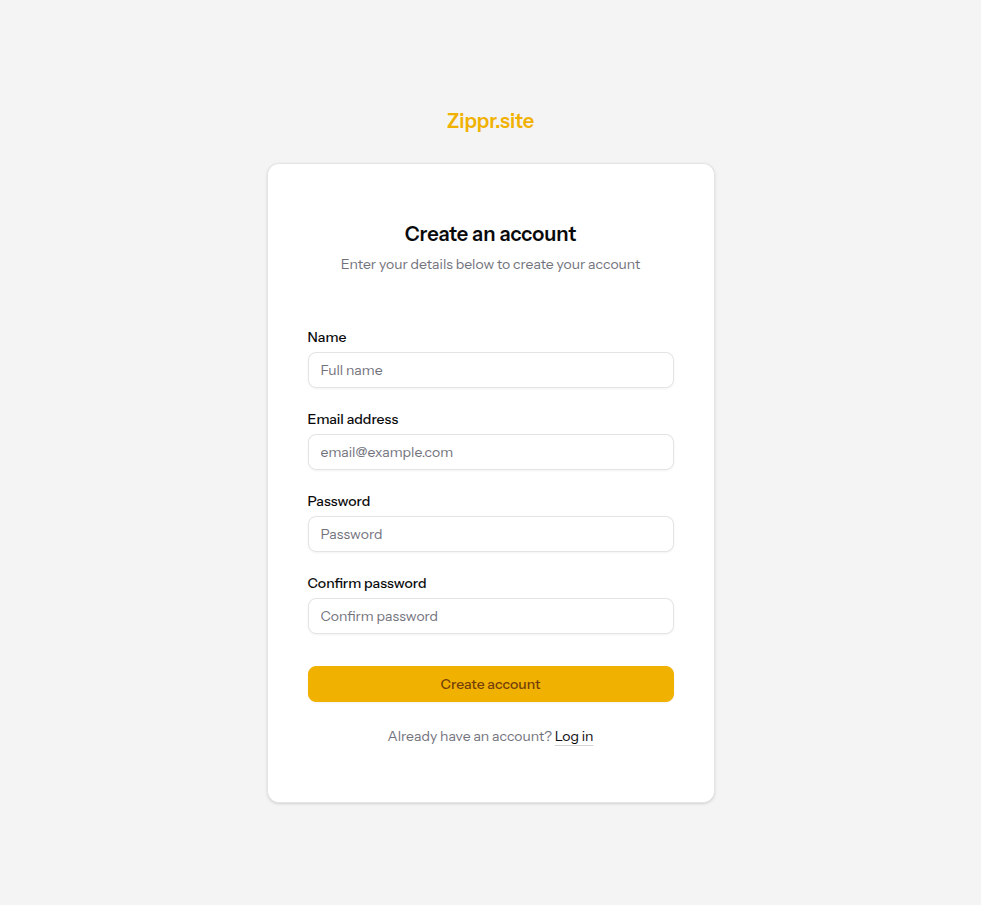 Zippr.site
Create an account
Enter your details below to create your account
Name
Full name
Email address
email@example.com
Password
Password
Confirm password
Confirm password
Create account
Already have an account? Log in